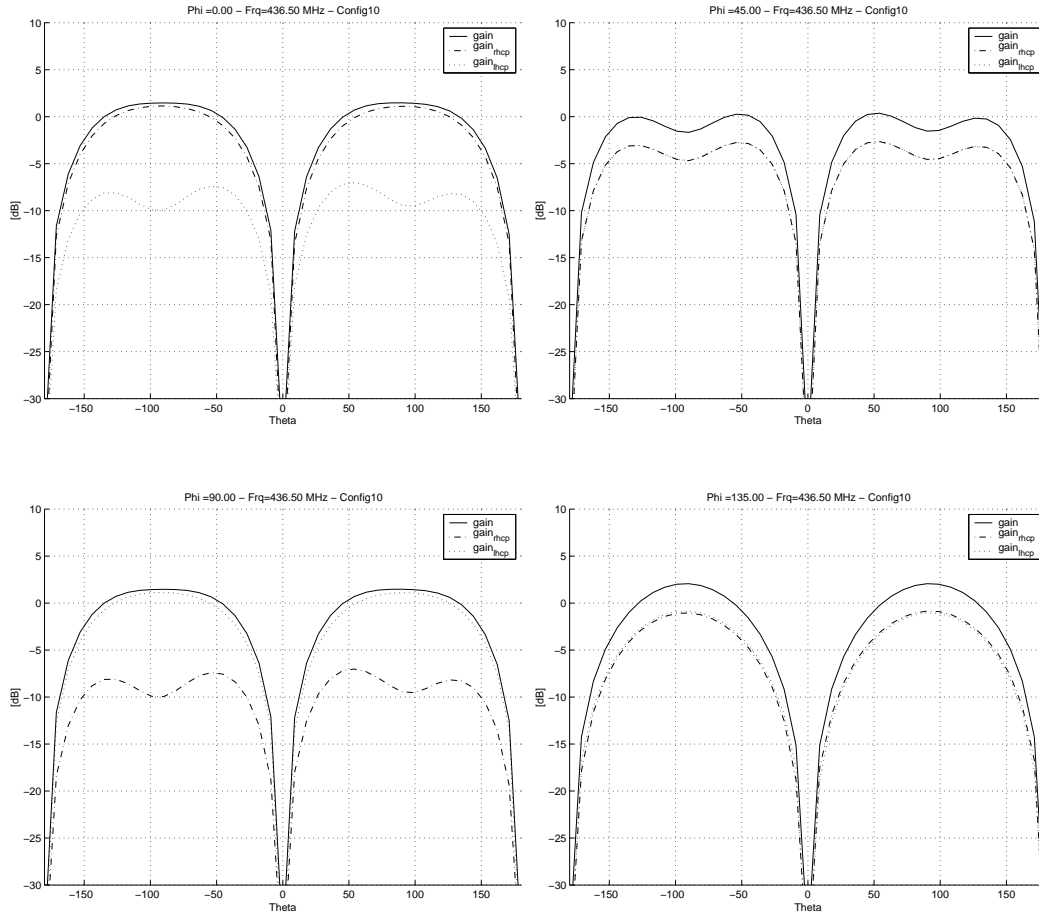 Phi =0.00 − Frq=436.50 MHz − Config10
10
5
0
−5
−10
−15
−20
−25
−30
[dB]
−150 −100 −50 0 50 100 150
Theta
gain
gain_rhcp
gain_lhcp
Phi =45.00 − Frq=436.50 MHz − Config10
10
5
0
−5
−10
−15
−20
−25
−30
[dB]
−150 −100 −50 0 50 100 150
Theta
gain
gain_rhcp
gain_lhcp
Phi =90.00 − Frq=436.50 MHz − Config10
10
5
0
−5
−10
−15
−20
−25
−30
[dB]
−150 −100 −50 0 50 100 150
Theta
gain
gain_rhcp
gain_lhcp
Phi =135.00 − Frq=436.50 MHz − Config10
10
5
0
−5
−10
−15
−20
−25
−30
[dB]
−150 −100 −50 0 50 100 150
Theta
gain
gain_rhcp
gain_lhcp